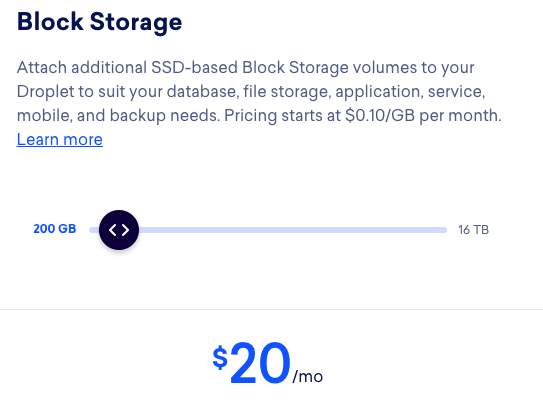 Block Storage
Attach additional SSD-based Block Storage volumes to your
Droplet to suit your database, file storage, application, service,
mobile, and backup needs. Pricing starts at $0.10/GB per month.
Learn more
200 GB 16 TB
$20/mo